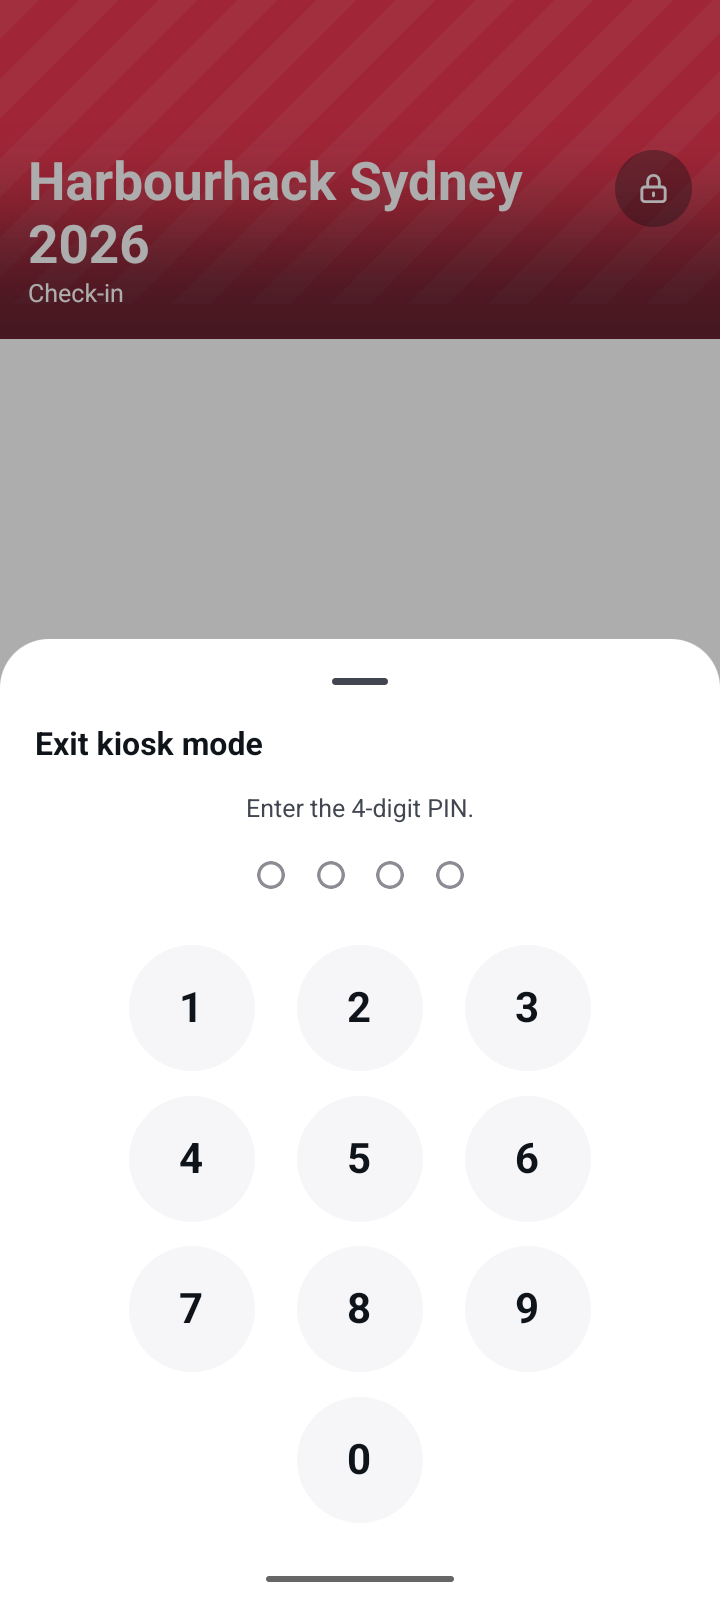 Harbourhack Sydney
2026
Check-in
Exit kiosk mode
Enter the 4-digit PIN.
1 2 3
4 5 6
7 8 9
0